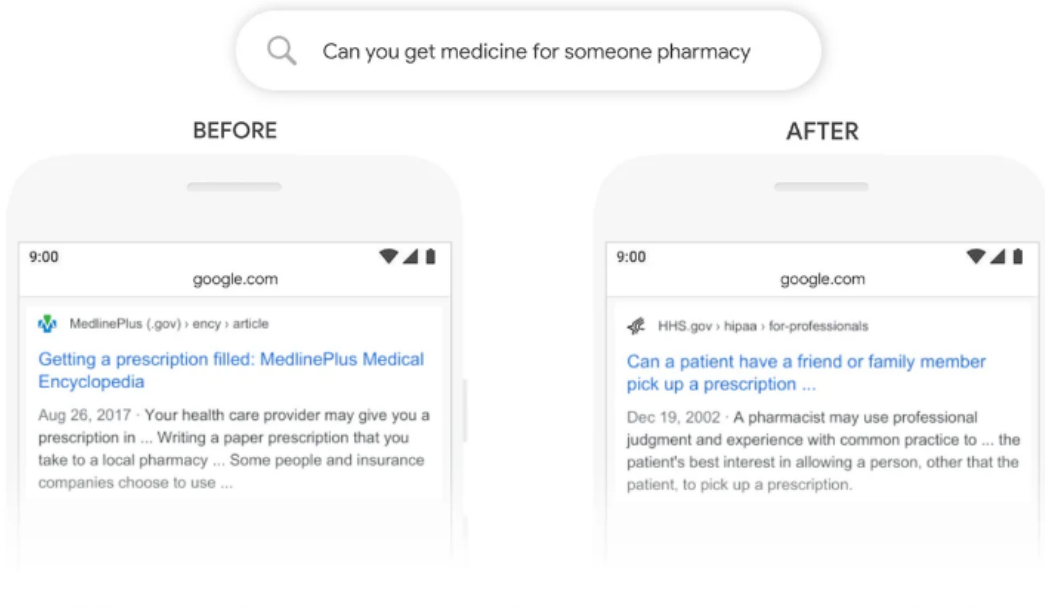 Can you get medicine for someone pharmacy
BEFORE
9:00
google.com
MedlinePlus (.gov) › ency › article
Getting a prescription filled: MedlinePlus Medical
Encyclopedia
Aug 26, 2017 · Your health care provider may give you a
prescription in ... Writing a paper prescription that you
take to a local pharmacy ... Some people and insurance
companies choose to use ...
AFTER
9:00
google.com
HHS.gov › hipaa › for-professionals
Can a patient have a friend or family member
pick up a prescription ...
Dec 19, 2002 · A pharmacist may use professional
judgment and experience with common practice to ... the
patient's best interest in allowing a person, other that the
patient, to pick up a prescription.